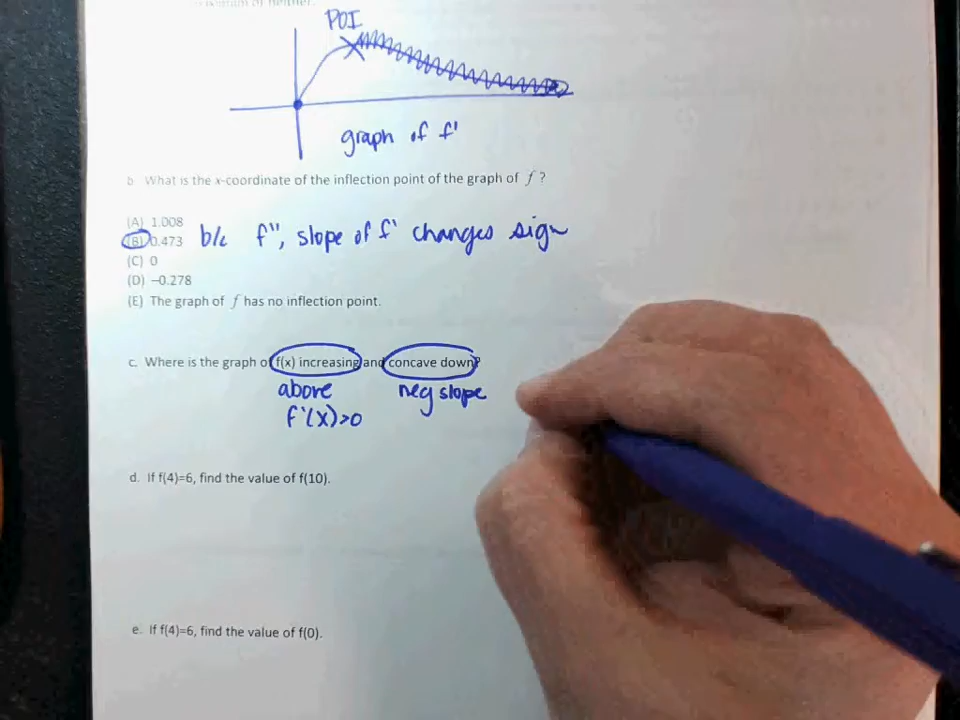 POI
graph of f'
b. What is the x-coordinate of the inflection point of the graph of f ?
(A) 1.008
(B) 0.473 b/c f'', slope of f' changes sign
(C) 0
(D) −0.278
(E) The graph of f has no inflection point.
c. Where is the graph of f(x) increasing and concave down?
above neg slope
f'(x)>0
d. If f(4)=6, find the value of f(10).
e. If f(4)=6, find the value of f(0).